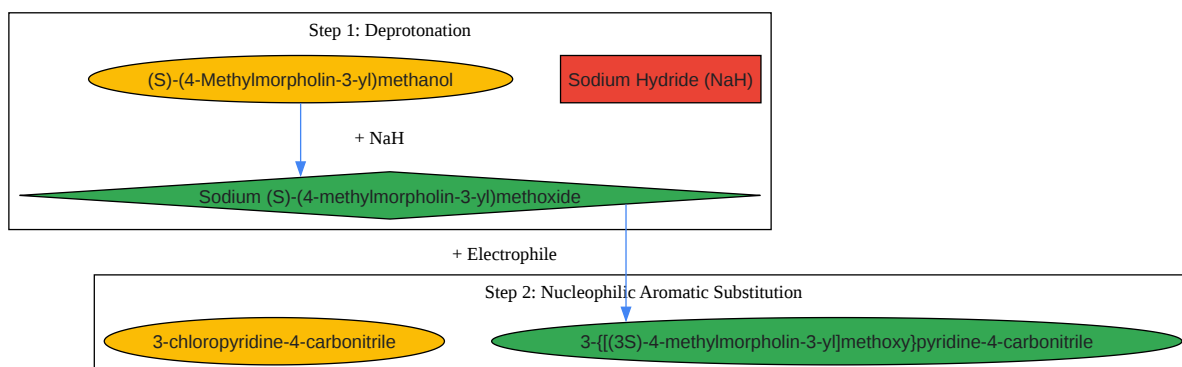 Step 1: Deprotonation
(S)-(4-Methylmorpholin-3-yl)methanol
Sodium Hydride (NaH)
+ NaH
Sodium (S)-(4-methylmorpholin-3-yl)methoxide
+ Electrophile
Step 2: Nucleophilic Aromatic Substitution
3-chloropyridine-4-carbonitrile
3-{[(3S)-4-methylmorpholin-3-yl]methoxy}pyridine-4-carbonitrile